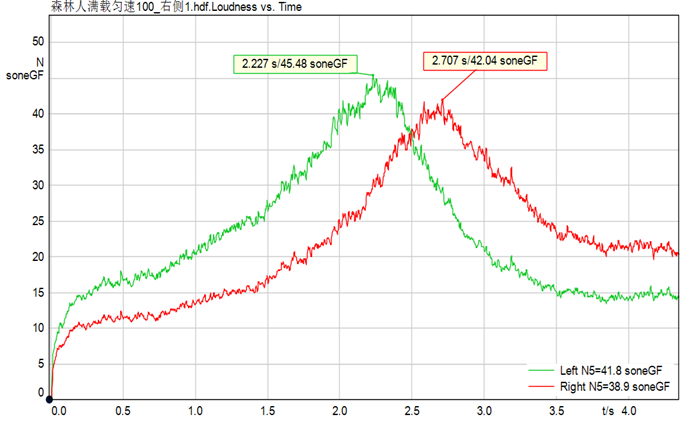 森林人满载匀速100_右侧1.hdf.Loudness vs. Time
50
N
soneGF
2.227 s/45.48 soneGF
2.707 s/42.04 soneGF
45
40
35
30
25
20
15
10
5
0
Left N5=41.8 soneGF
Right N5=38.9 soneGF
0.0 0.5 1.0 1.5 2.0 2.5 3.0 3.5 t/s 4.0